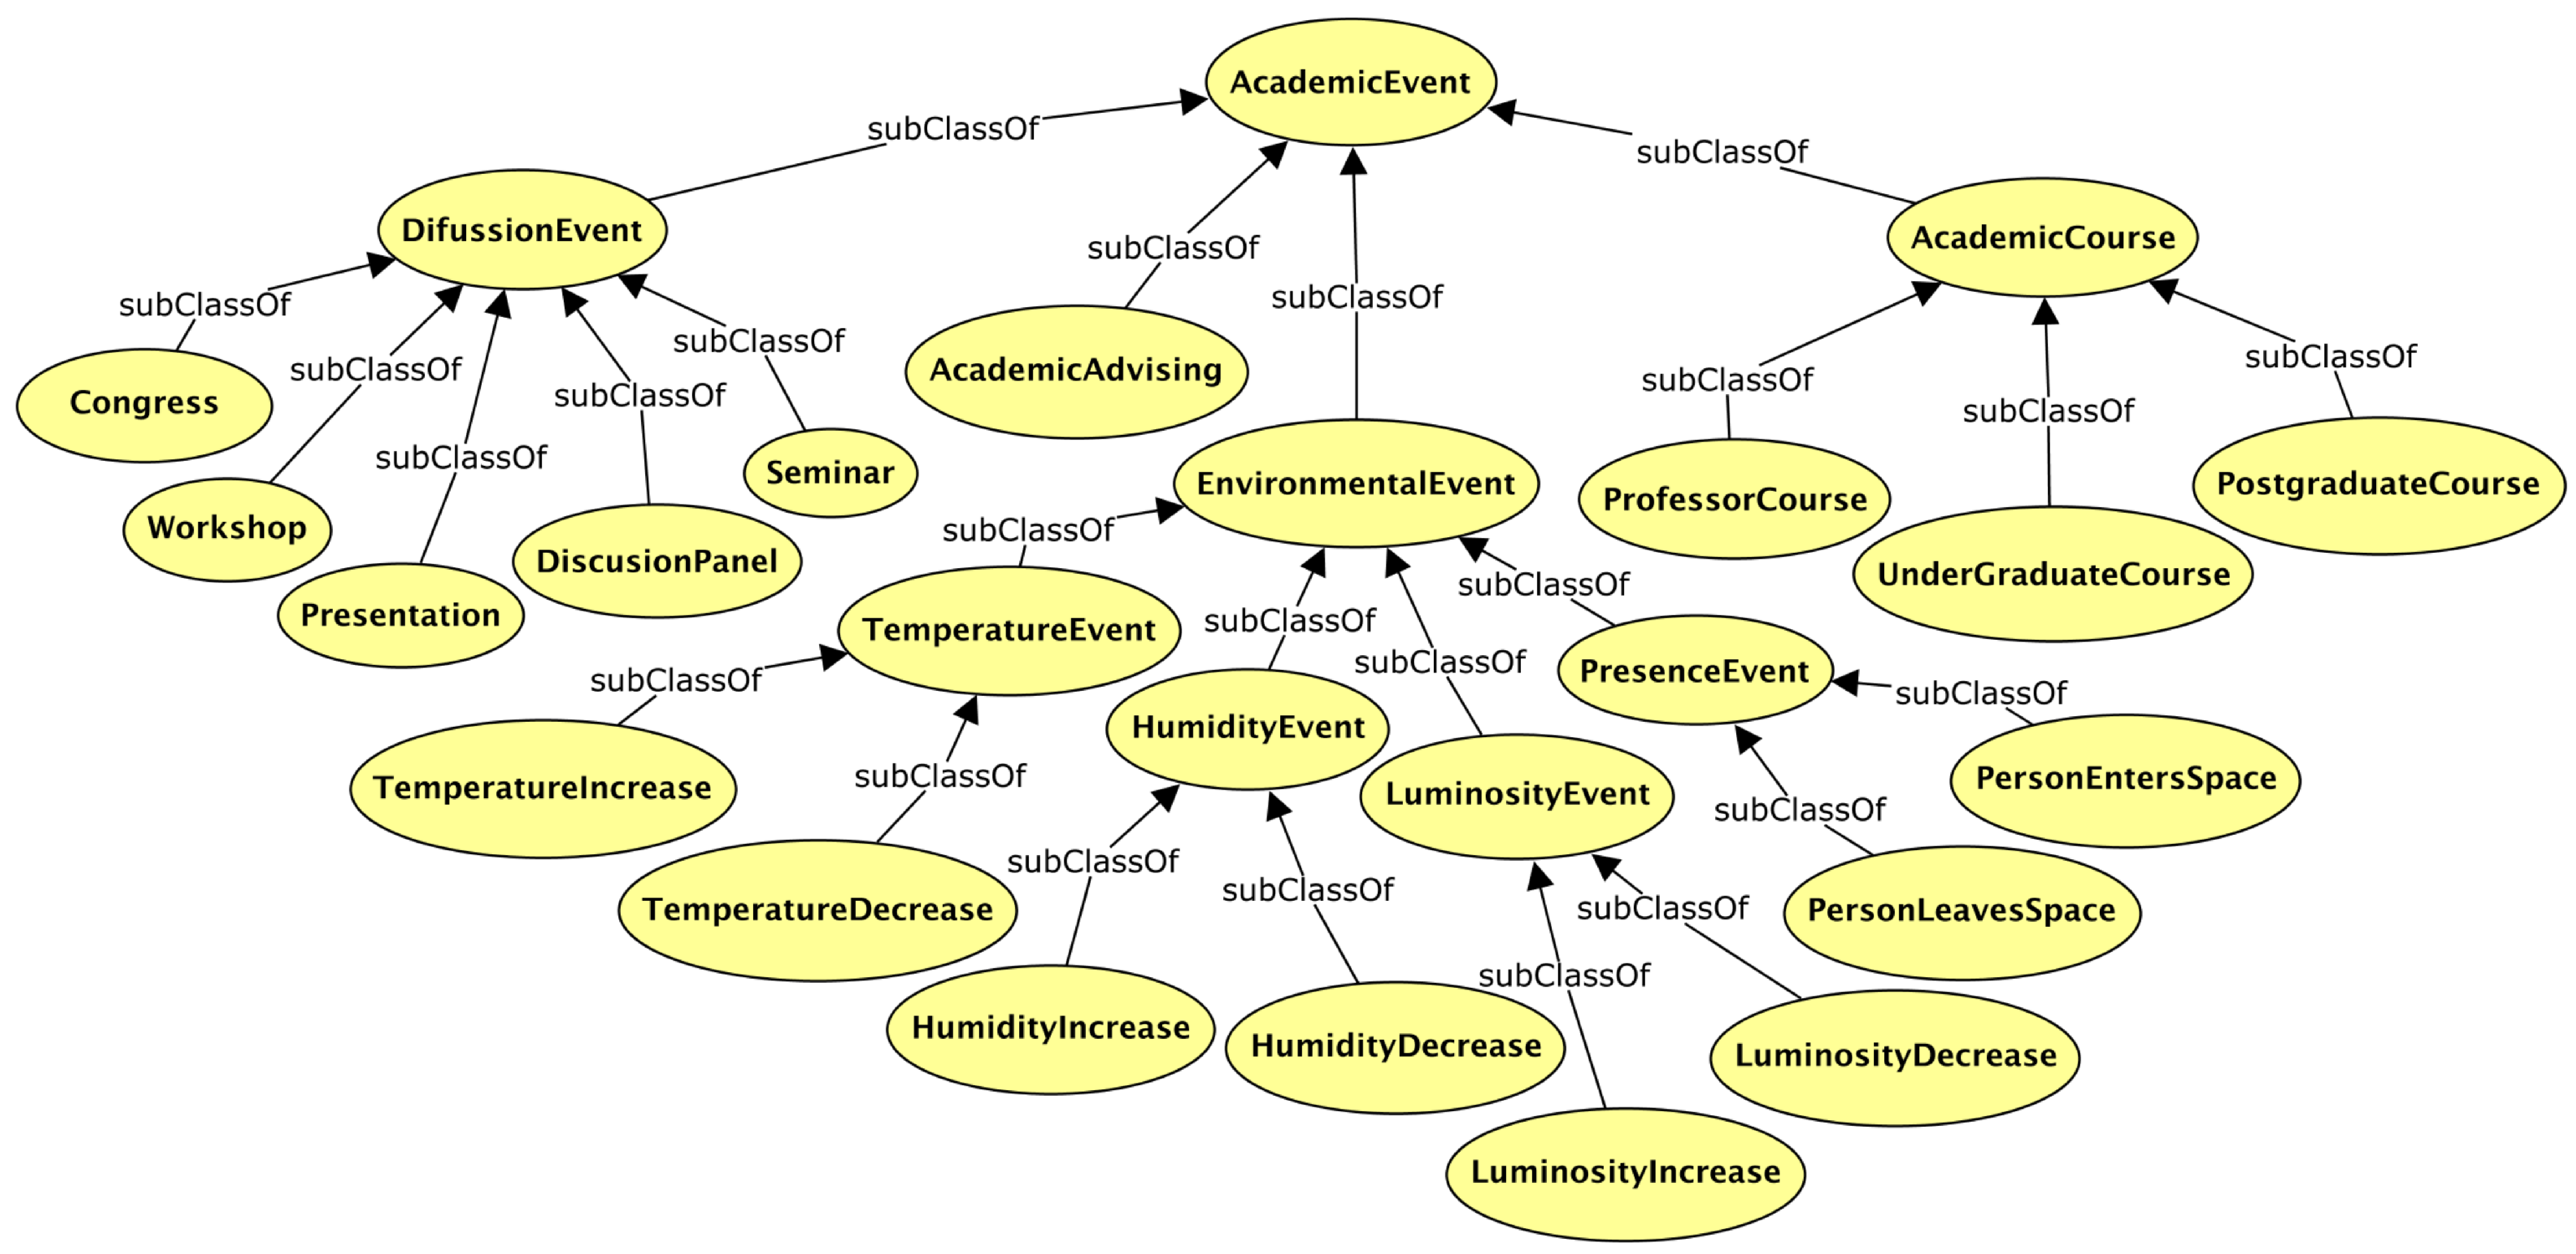 AcademicEvent
subClassOf
subClassOf
DifussionEvent
AcademicCourse
subClassOf
subClassOf
subClassOf
subClassOf
subClassOf
subClassOf
subClassOf
AcademicAdvising
subClassOf
subClassOf
subClassOf
Congress
subClassOf
subClassOf
Seminar
EnvironmentalEvent
PostgraduateCourse
ProfessorCourse
Workshop
subClassOf
DiscusionPanel
UnderGraduateCourse
subClassOf
Presentation
subClassOf
TemperatureEvent
subClassOf
PresenceEvent
subClassOf
subClassOf
HumidityEvent
subClassOf
PersonEntersSpace
TemperatureIncrease
LuminosityEvent
subClassOf
subClassOf
subClassOf
subClassOf
TemperatureDecrease
PersonLeavesSpace
subClassOf
HumidityIncrease
HumidityDecrease
LuminosityDecrease
LuminosityIncrease